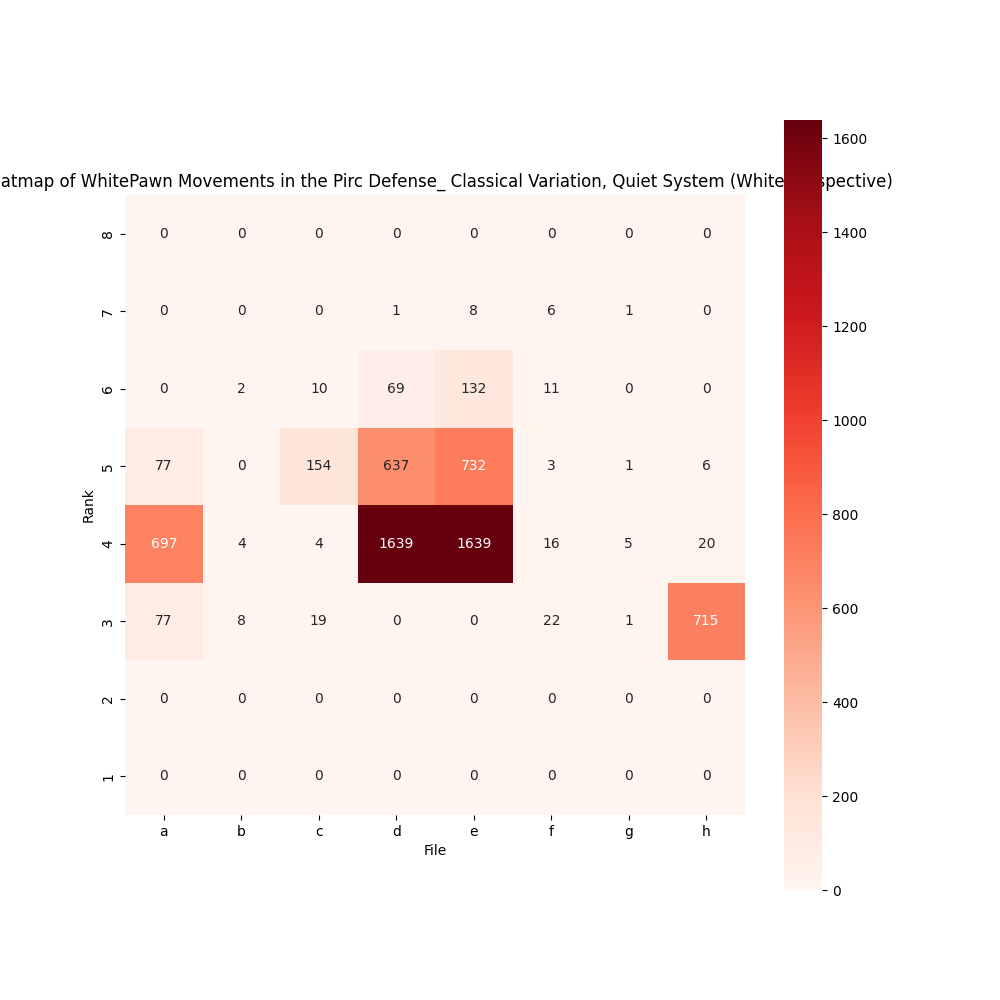 atmap of WhitePawn Movements in the Pirc Defense_ Classical Variation, Quiet System (White spective)
8 0 0 0 0 0 0 0 0
7 0 0 0 1 8 6 1 0
6 0 2 10 69 132 11 0 0
5 77 0 154 637 732 3 1 6
4 697 4 4 1639 1639 16 5 20
3 77 8 19 0 0 22 1 715
2 0 0 0 0 0 0 0 0
1 0 0 0 0 0 0 0 0
a b c d e f g h
File
Rank
1600
1400
1200
1000
800
600
400
200
0